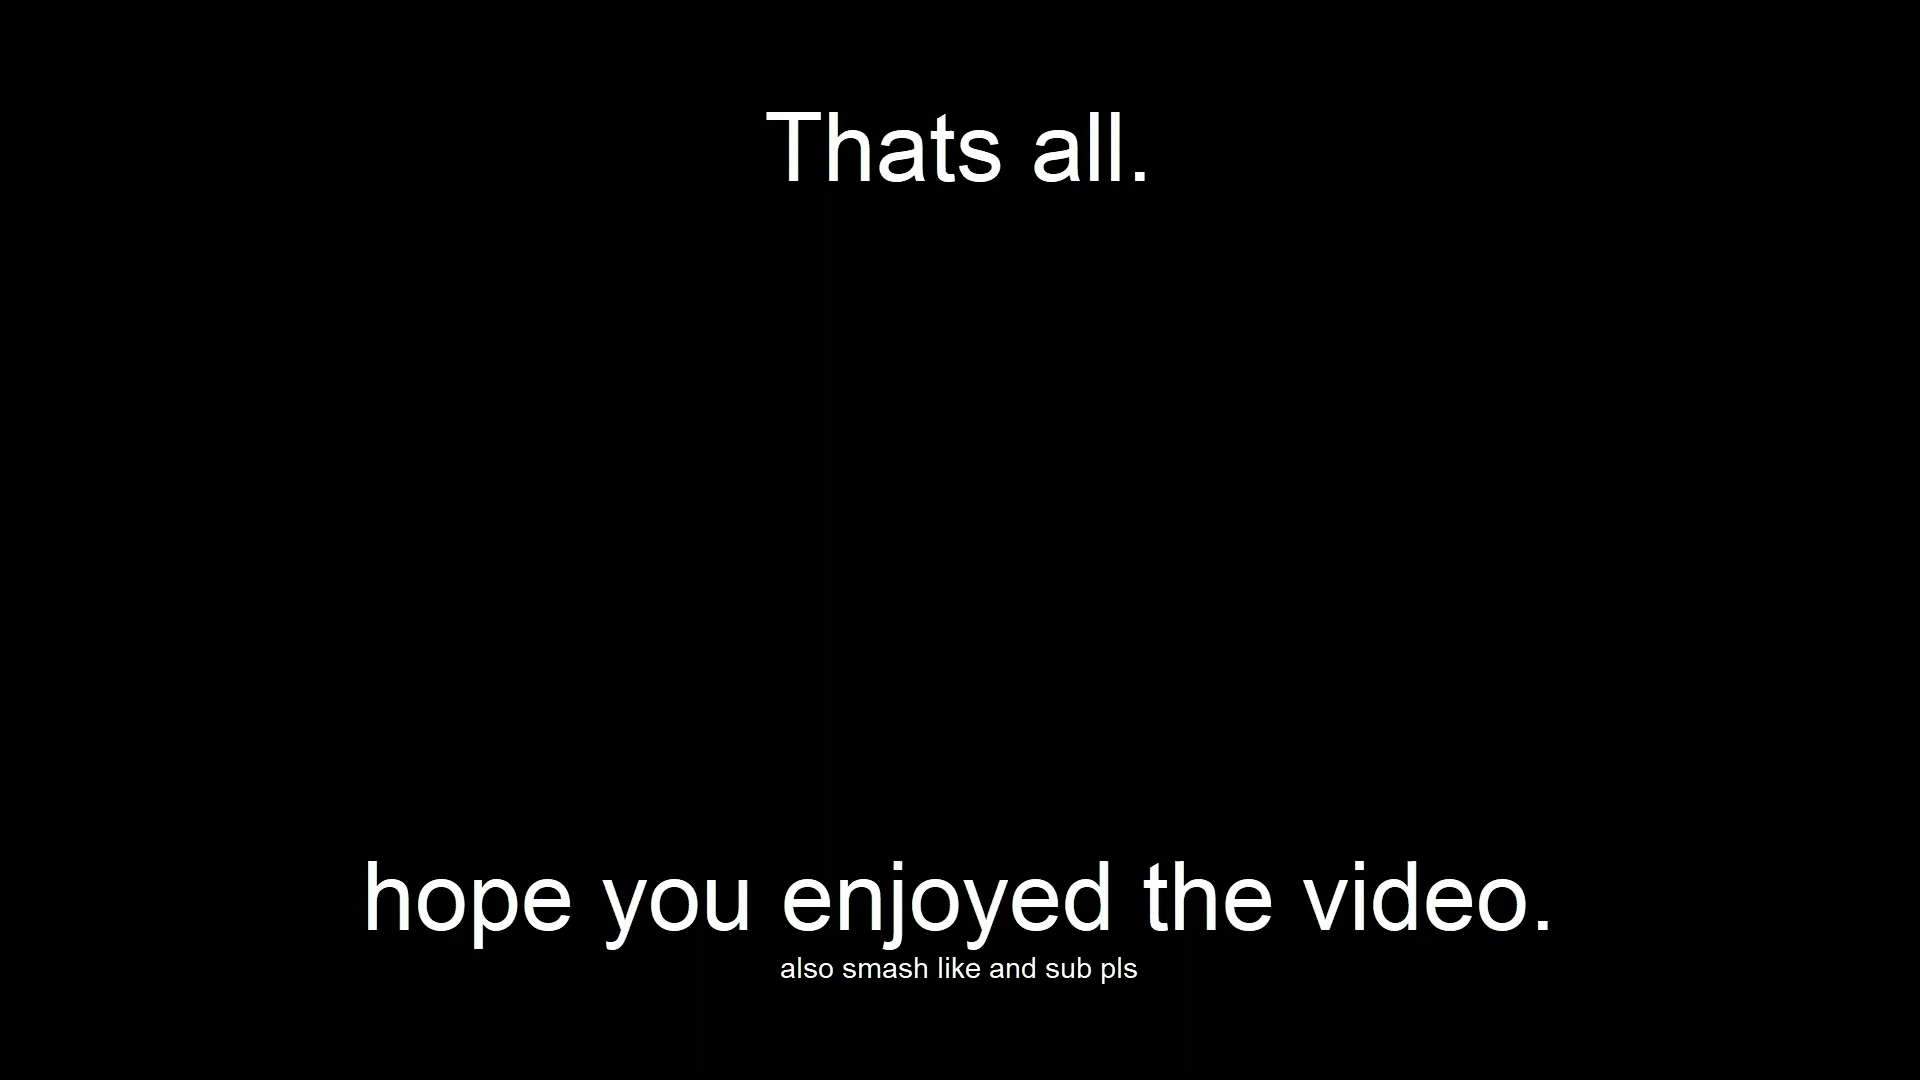 Thats all.
hope you enjoyed the video.
also smash like and sub pls